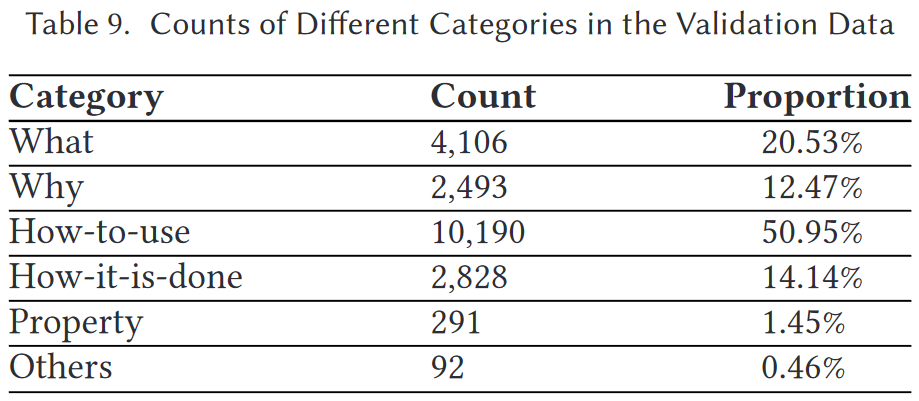 Table 9. Counts of Different Categories in the Validation Data
Category Count Proportion
What 4,106 20.53%
Why 2,493 12.47%
How-to-use 10,190 50.95%
How-it-is-done 2,828 14.14%
Property 291 1.45%
Others 92 0.46%